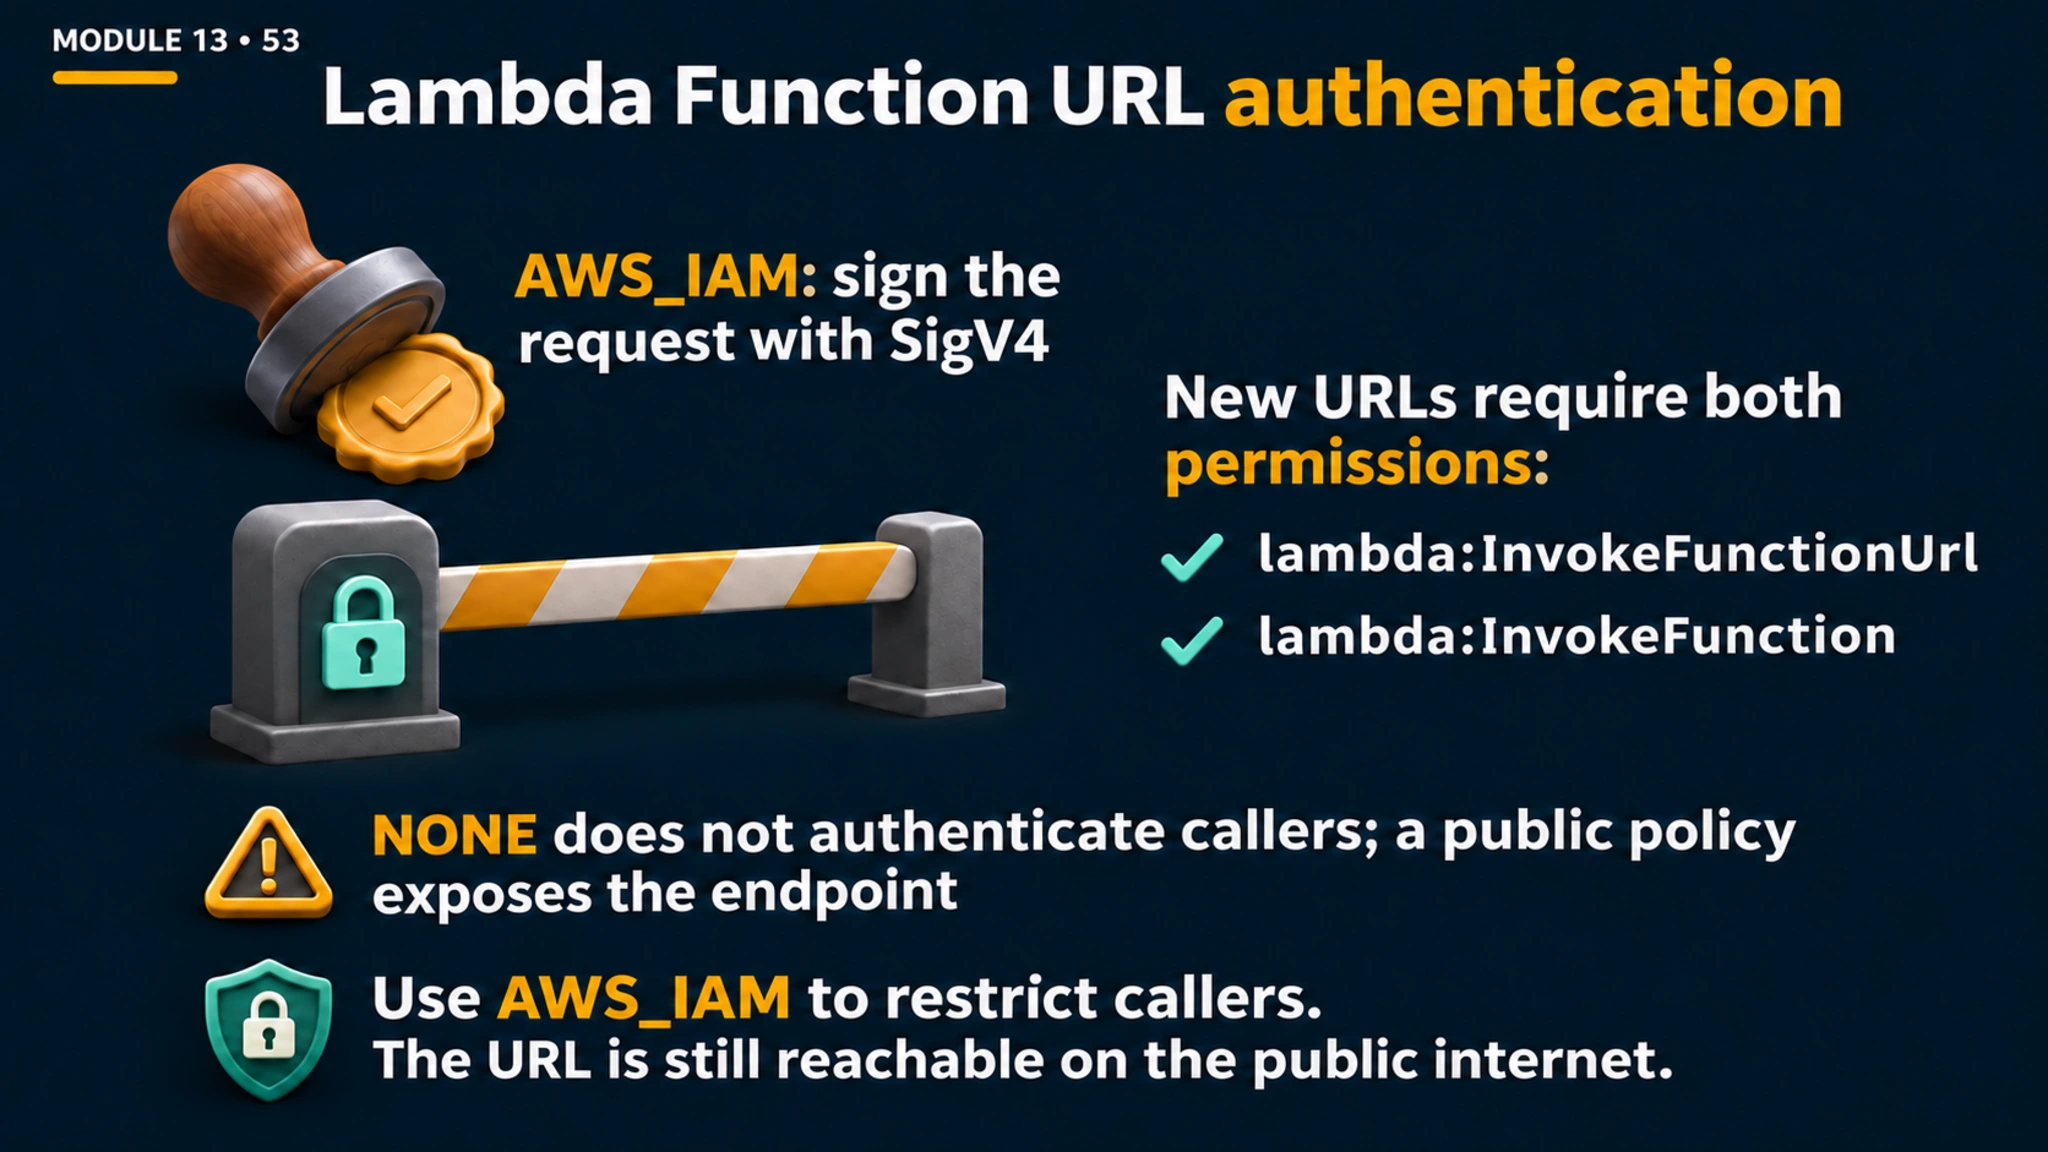 MODULE 13 • 53
Lambda Function URL authentication
AWS_IAM: sign the
request with SigV4
New URLs require both
permissions:
lambda:InvokeFunctionUrl
lambda:InvokeFunction
NONE does not authenticate callers; a public policy
exposes the endpoint
Use AWS_IAM to restrict callers.
The URL is still reachable on the public internet.